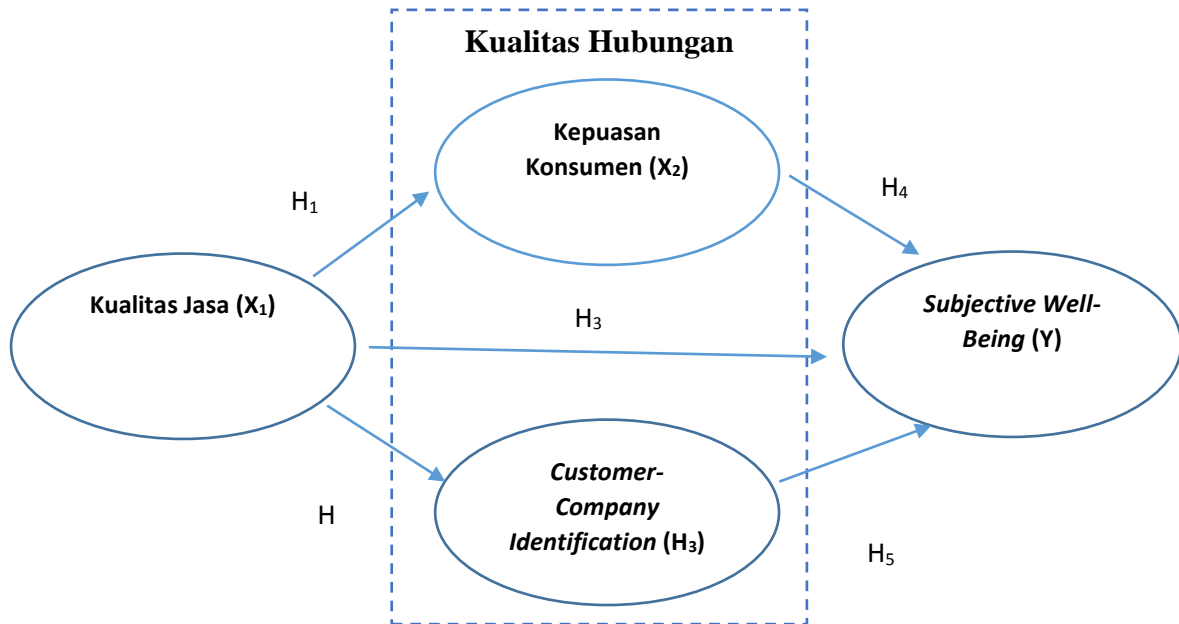 Kualitas Hubungan
Kepuasan
Konsumen (X₂)
H₁
H₄
Kualitas Jasa (X₁)
H₃
Subjective Well-
Being (Y)
Customer-
Company
Identification (H₃)
H
H₅